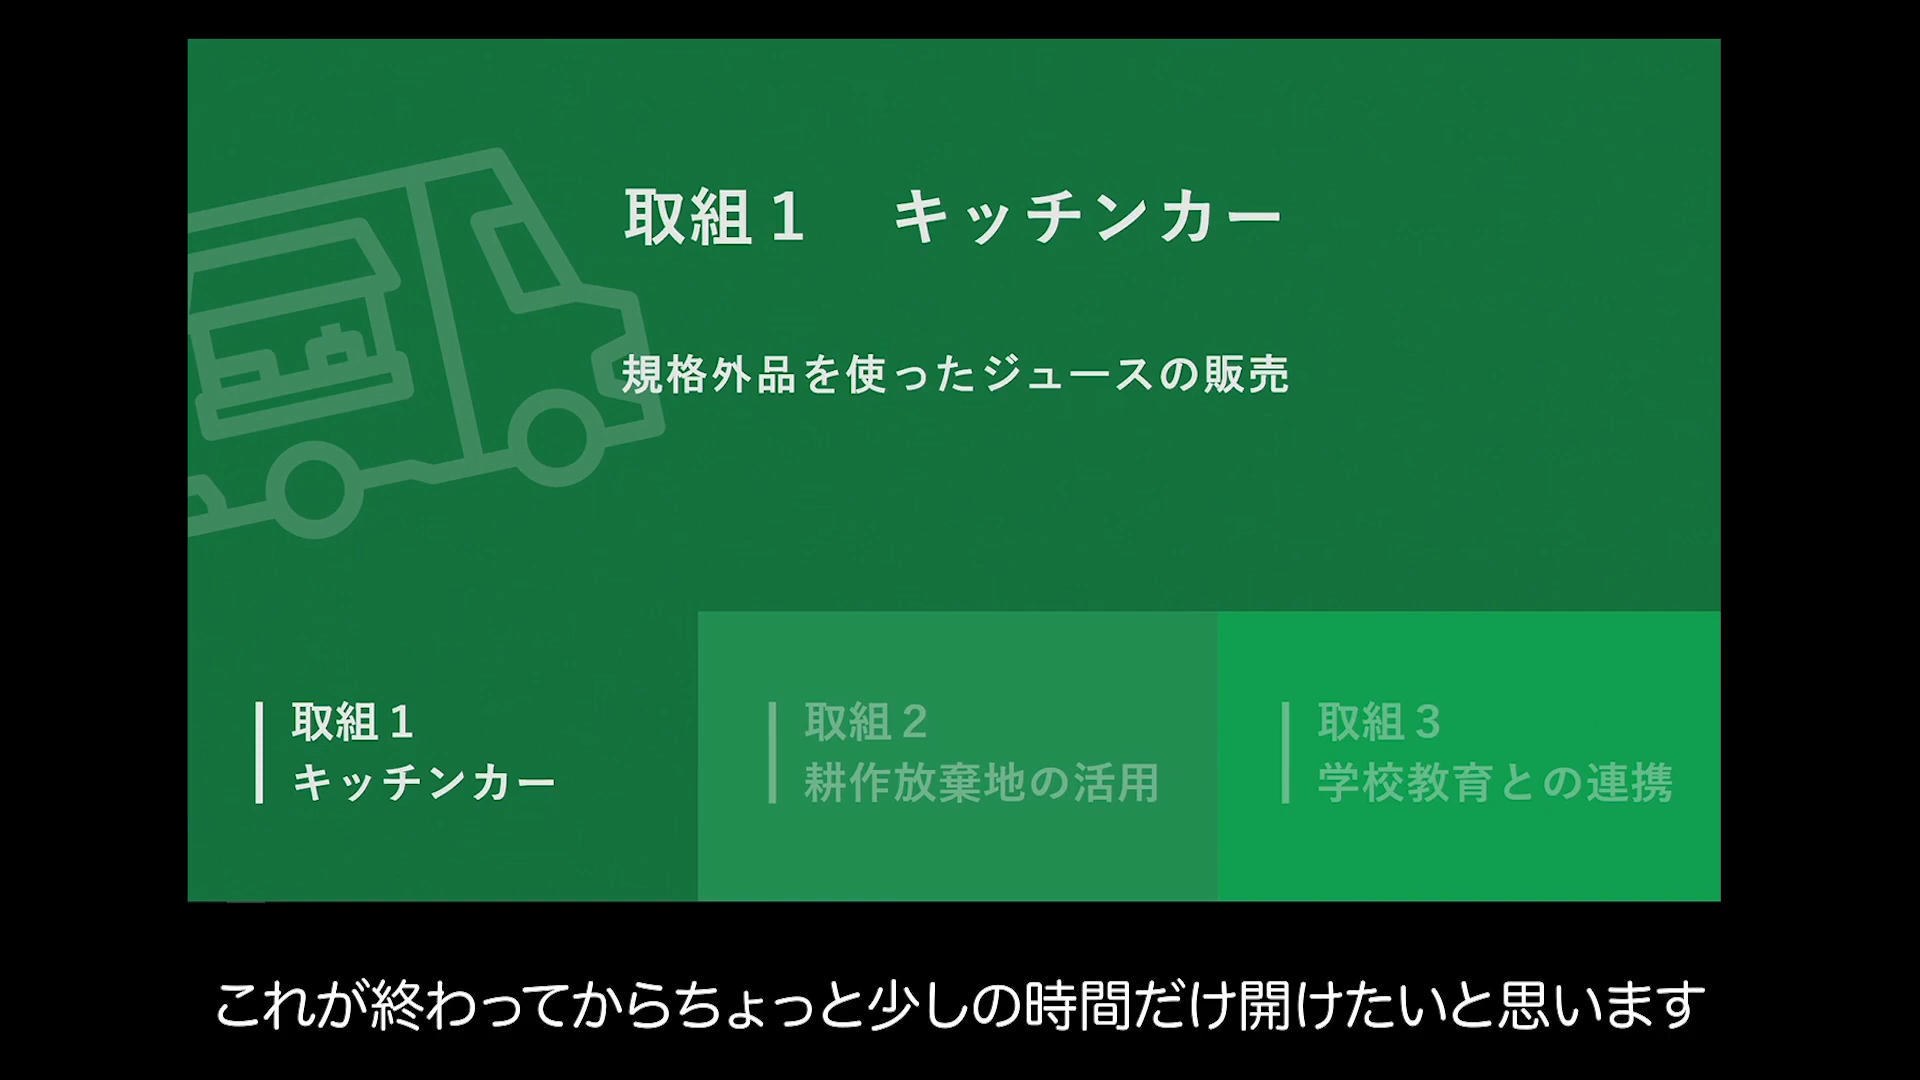 取組1　キッチンカー
規格外品を使ったジュースの販売
取組1
キッチンカー
取組2
耕作放棄地の活用
取組3
学校教育との連携
これが終わってからちょっと少しの時間だけ開けたいと思います